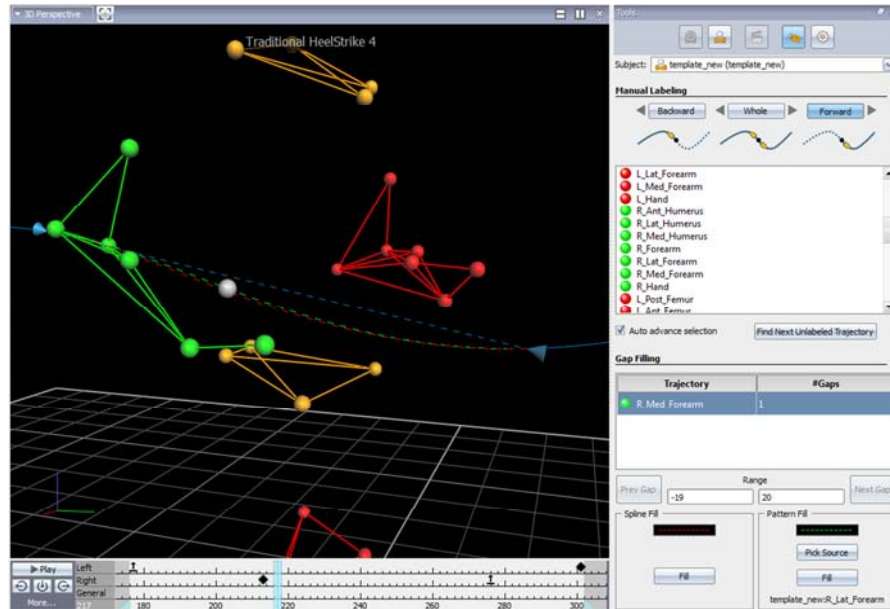 3D Perspective
Traditional HeelStrike 4
Tools
Subject: template_new (template_new)
Manual Labeling
Backward
Whole
Forward
L_Lat_Forearm
L_Med_Forearm
L_Hand
R_Ant_Humerus
R_Lat_Humerus
R_Med_Humerus
R_Forearm
R_Lat_Forearm
R_Med_Forearm
R_Hand
L_Post_Femur
L_Ant_Femur
Auto advance selection
Find Next Unlabeled Trajectory
Gap Filling
Trajectory #Gaps
R_Med_Forearm 1
Range
Prev Gap -19 20 Next Gap
Spline Fill
Pattern Fill
Pick Source
Fill
Fill
template_new:R_Lat_Forearm
Play
More...
Left
Right
General
217 180 200 220 240 260 280 300